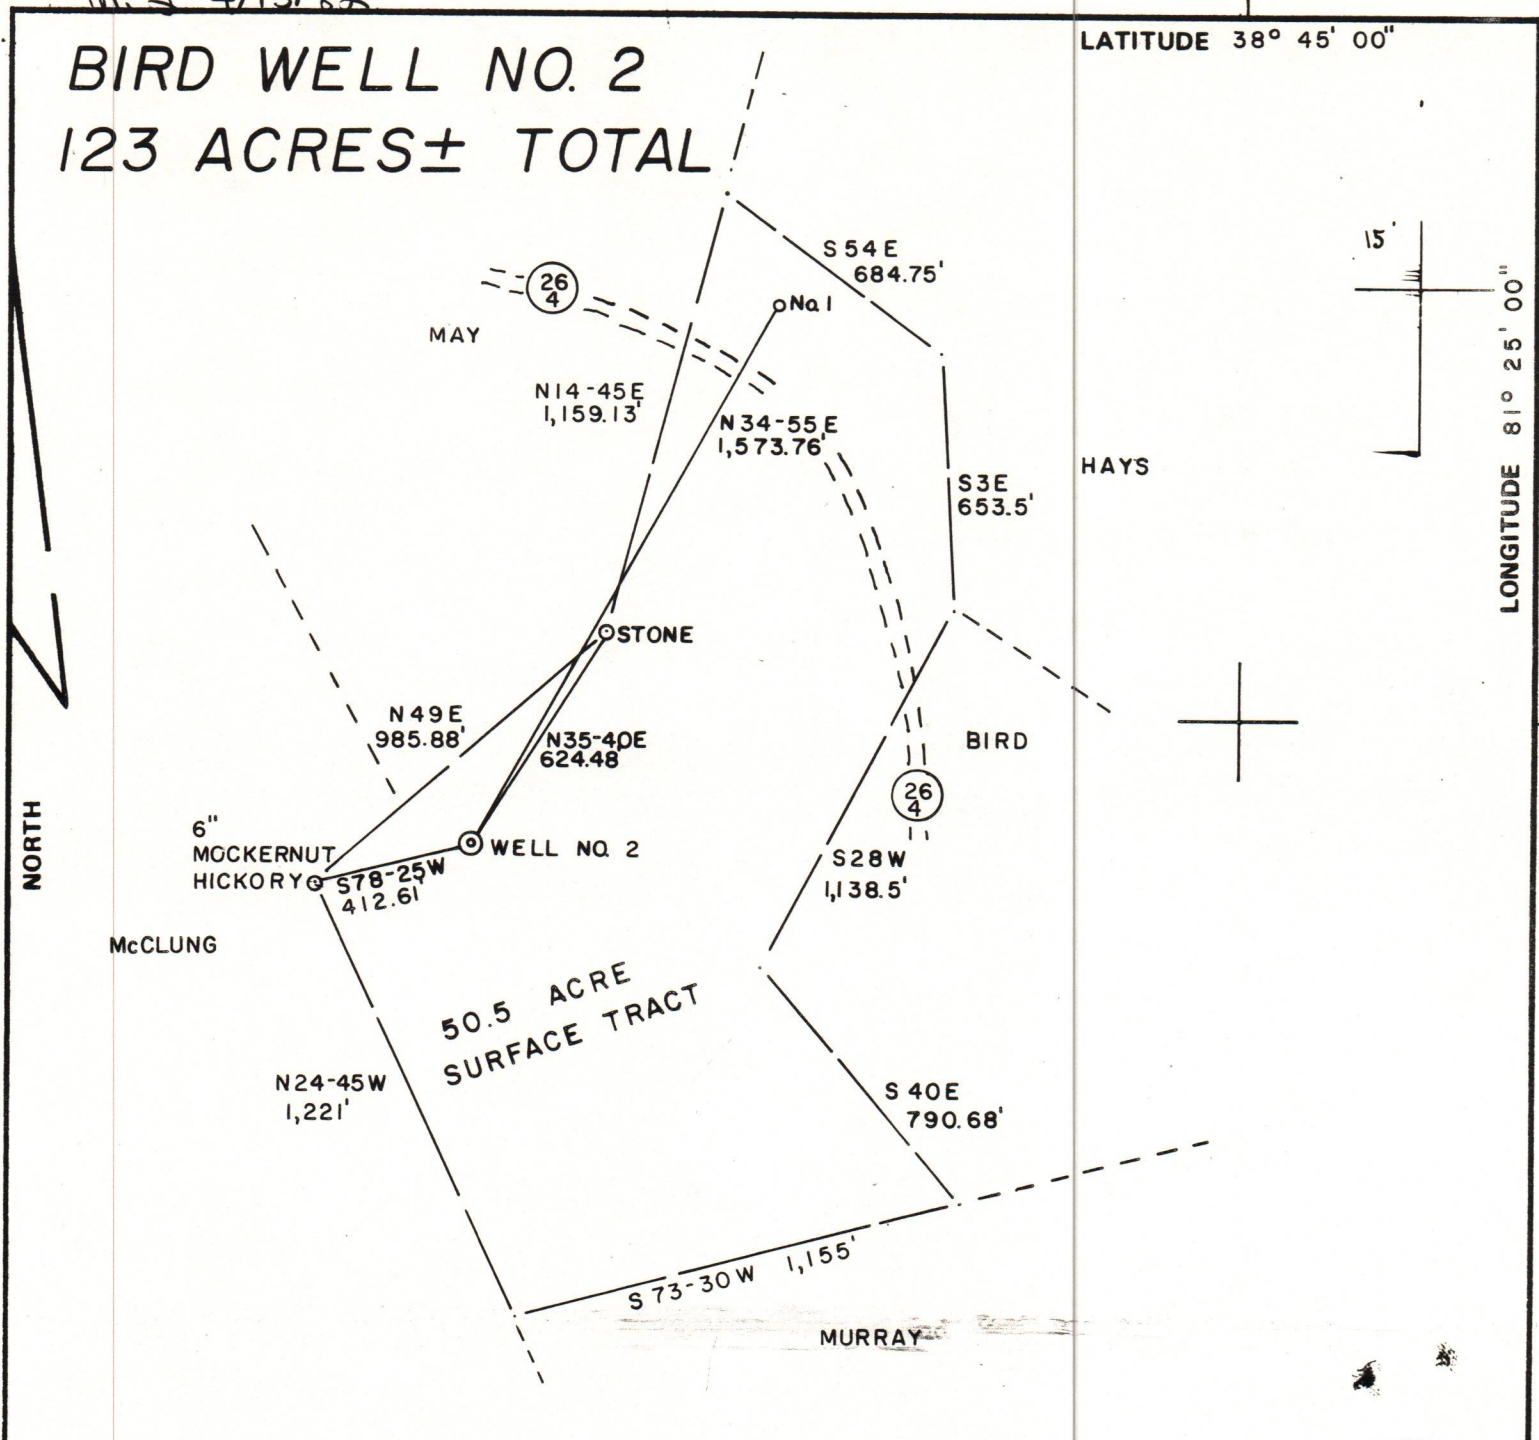 LATITUDE 38° 45' 00"
BIRD WELL NO. 2
123 ACRES± TOTAL
15'
S 54 E
684.75'
26
4
No. 1
MAY
LONGITUDE 81° 25' 00"
N14-45E
1,159.13'
N34-55E
1,573.76'
HAYS
S3E
653.5'
STONE
N49E
985.88'
N35-40E
624.48'
BIRD
26
4
NORTH
6"
MOCKERNUT
HICKORY
WELL NO. 2
S78-25W
412.61'
S28W
1,138.5'
McCLUNG
50.5 ACRE
SURFACE TRACT
N24-45W
1,221'
S 40E
790.68'
S 73-30W 1,155'
MURRAY